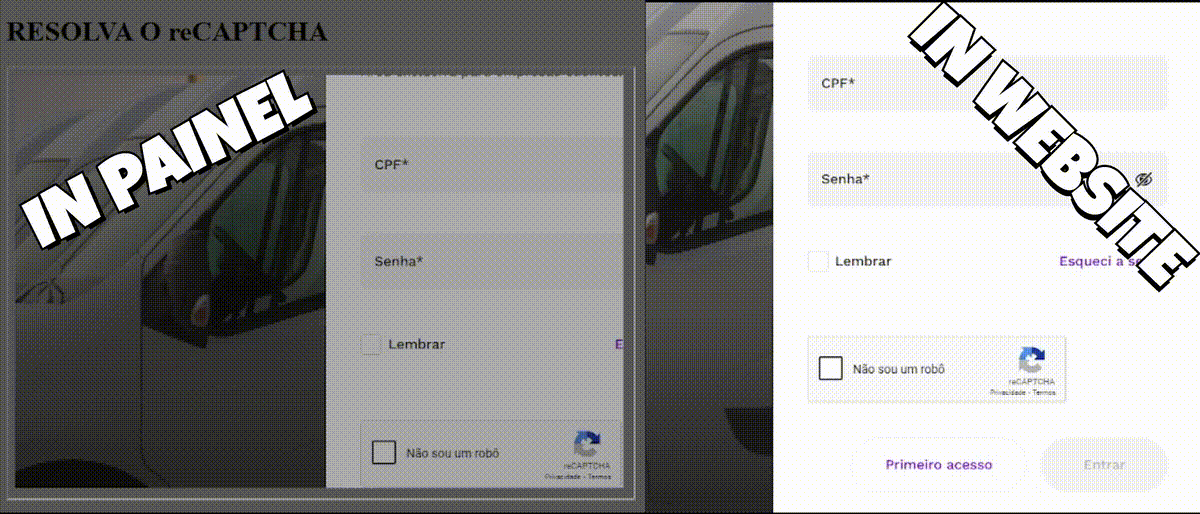 RESOLVA O reCAPTCHA
IN PAINEL
CPF*
Senha*
Lembrar
E
Não sou um robô
reCAPTCHA
Privacidade - Termos
IN WEBSITE
CPF*
Senha*
Lembrar
Esqueci a se
Não sou um robô
reCAPTCHA
Privacidade - Termos
Primeiro acesso
Entrar